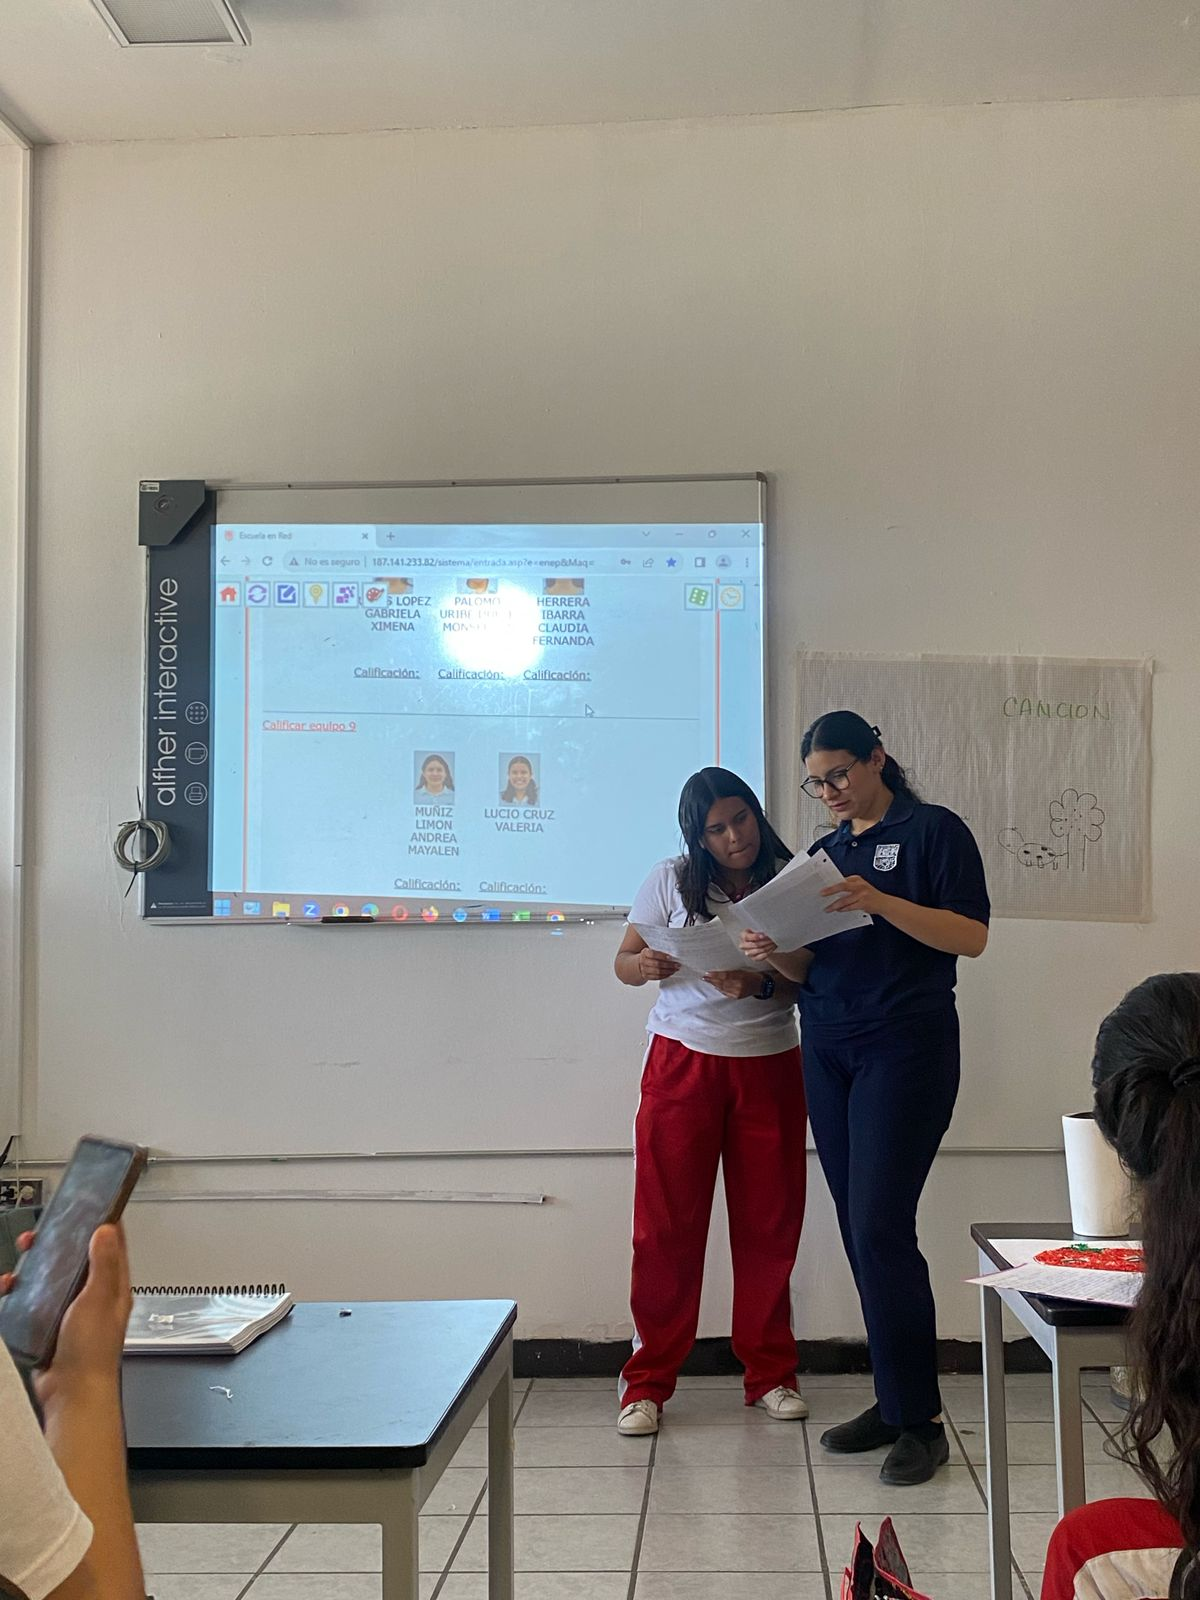 Escuela en Red
No es seguro
187.141.233.82/sistema/entrada.asp?e=enep&Maq=
LOPEZ
GABRIELA
XIMENA
PALOMO
URIBE
HERRERA
IBARRA
CLAUDIA
FERNANDA
Calificación:
Calificación:
Calificación:
Calificar equipo 9
MUÑIZ
LIMON
ANDREA
MAYALEN
LUCIO CRUZ
VALERIA
Calificación:
Calificación:
alfher interactive
CANCION